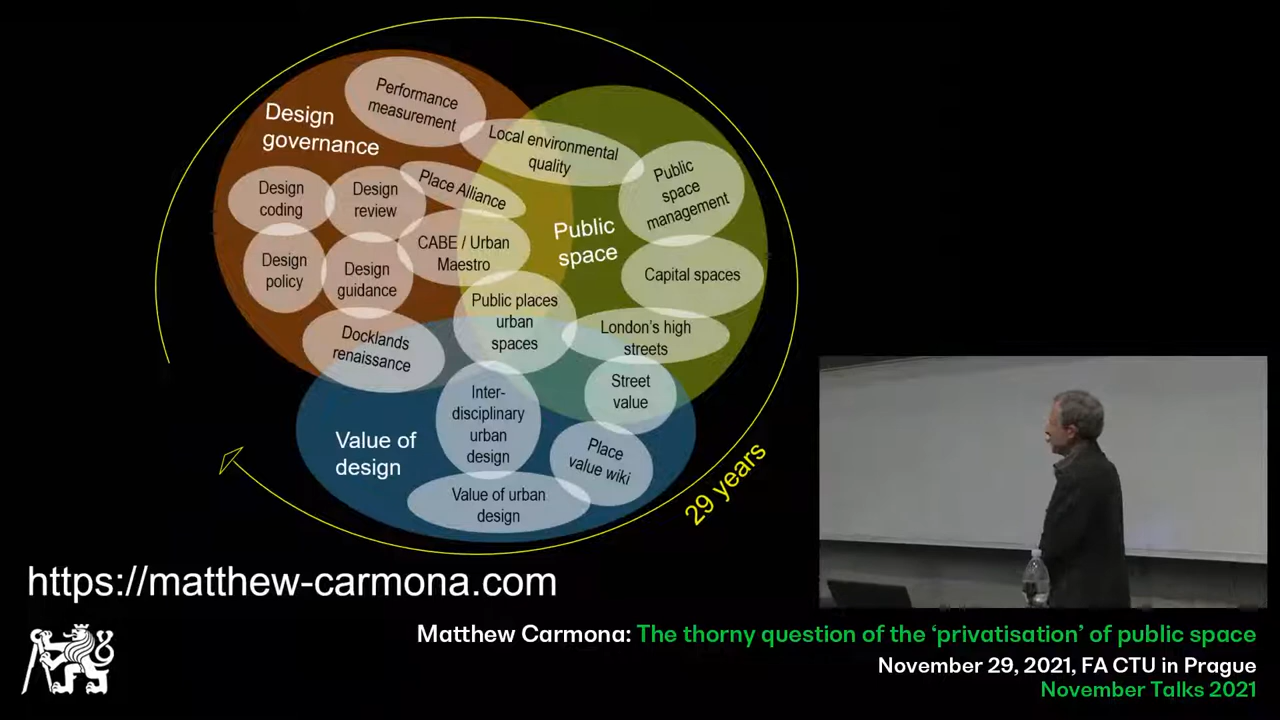 Performance
measurement
Design
governance
Local environmental
quality
Public
space
management
Place Alliance
Design
coding
Design
review
Public
space
CABE / Urban
Maestro
Design
policy
Design
guidance
Capital spaces
Public places
urban
spaces
London's high
streets
Docklands
renaissance
Street
value
Inter-
disciplinary
urban
design
Value of
design
Place
value wiki
Value of urban
design
29 years
https://matthew-carmona.com
Matthew Carmona: The thorny question of the ‘privatisation’ of public space
November 29, 2021, FA CTU in Prague
November Talks 2021